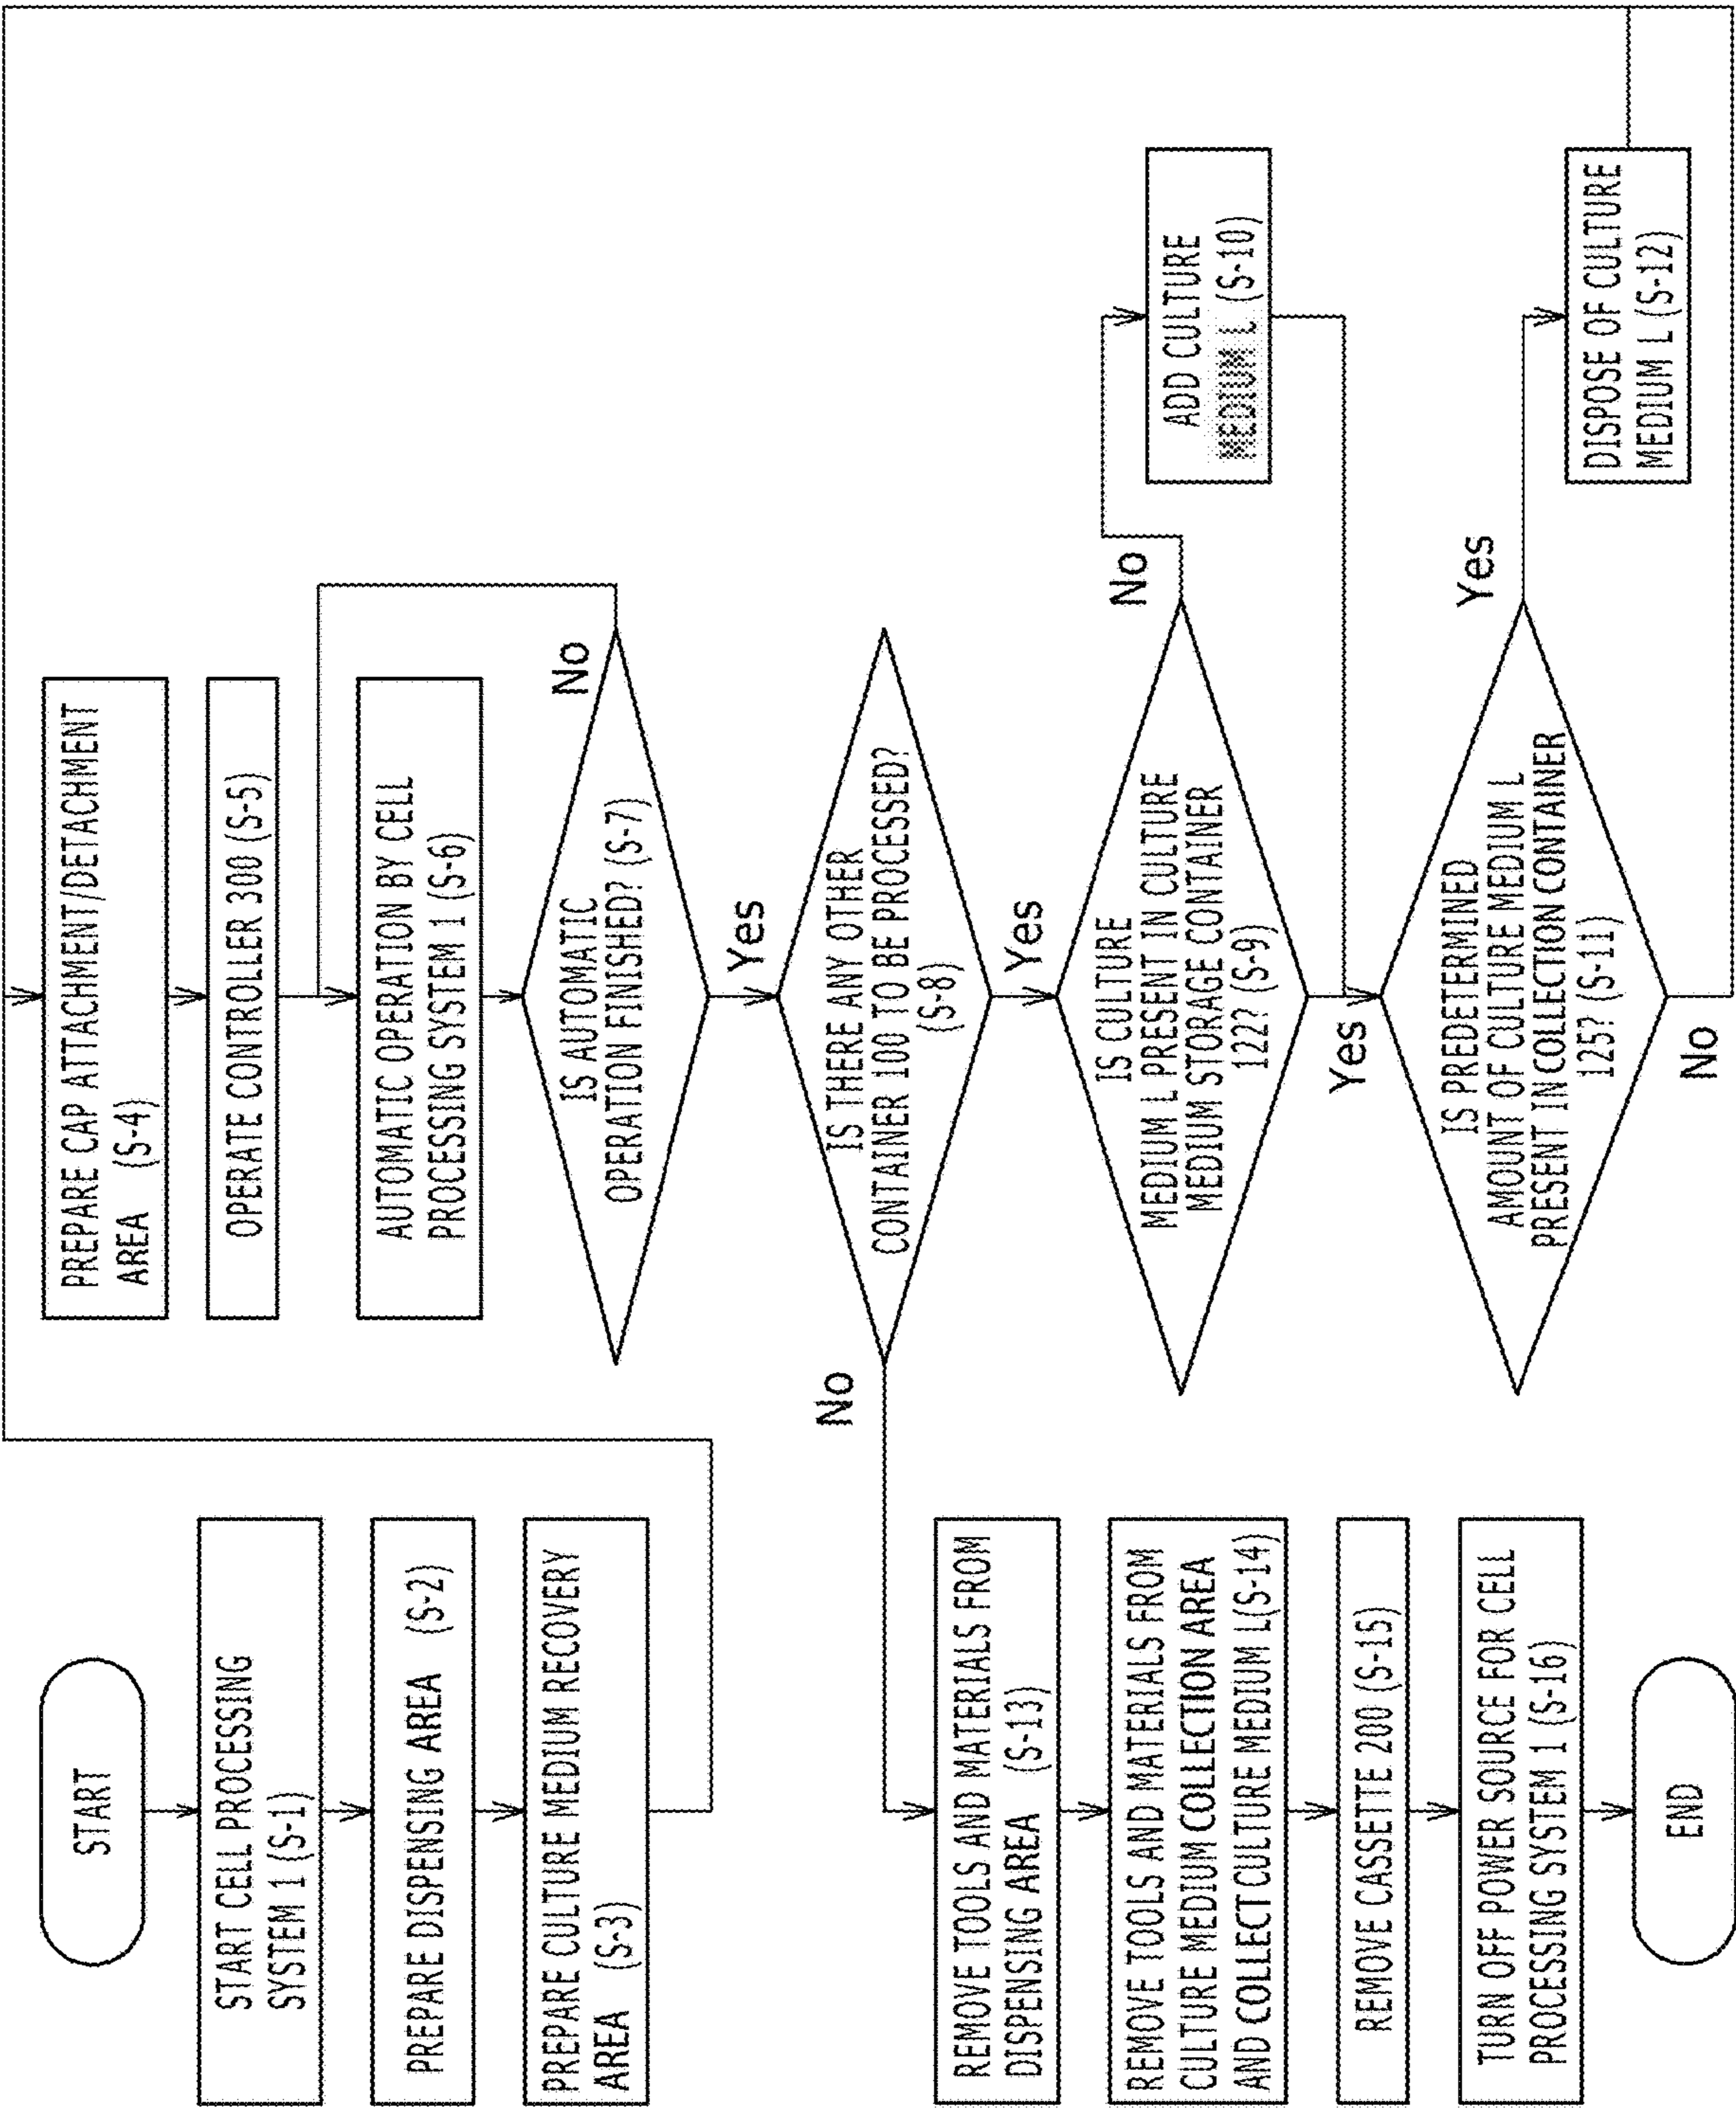 START
START CELL PROCESSING
SYSTEM 1 (S-1)
PREPARE DISPENSING AREA (S-2)
PREPARE CULTURE MEDIUM RECOVERY
AREA (S-3)
PREPARE CAP ATTACHMENT/DETACHMENT
AREA (S-4)
OPERATE CONTROLLER 300 (S-5)
AUTOMATIC OPERATION BY CELL
PROCESSING SYSTEM 1 (S-6)
IS AUTOMATIC
OPERATION FINISHED? (S-7)
No
Yes
IS THERE ANY OTHER
CONTAINER 100 TO BE PROCESSED?
(S-8)
No
Yes
IS CULTURE
MEDIUM L PRESENT IN CULTURE
MEDIUM STORAGE CONTAINER
122? (S-9)
No
Yes
ADD CULTURE
MEDIUM L (S-10)
IS PREDETERMINED
AMOUNT OF CULTURE MEDIUM L
PRESENT IN COLLECTION CONTAINER
125? (S-11)
Yes
No
DISPOSE OF CULTURE
MEDIUM L (S-12)
REMOVE TOOLS AND MATERIALS FROM
DISPENSING AREA (S-13)
REMOVE TOOLS AND MATERIALS FROM
CULTURE MEDIUM COLLECTION AREA
AND COLLECT CULTURE MEDIUM L(S-14)
REMOVE CASSETTE 200 (S-15)
TURN OFF POWER SOURCE FOR CELL
PROCESSING SYSTEM 1 (S-16)
END